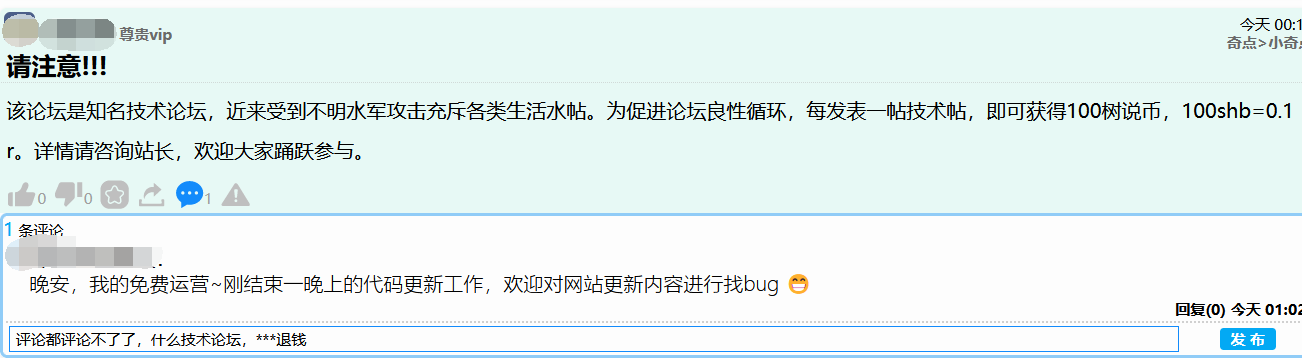 尊贵vip
今天 00:1
奇点>小奇点
请注意!!!
该论坛是知名技术论坛，近来受到不明水军攻击充斥各类生活水帖。为促进论坛良性循环，每发表一帖技术帖，即可获得100树说币，100shb=0.1
r。详情请咨询站长，欢迎大家踊跃参与。
0 0 1
1 条评论
晚安，我的免费运营~刚结束一晚上的代码更新工作，欢迎对网站更新内容进行找bug 😁
回复(0) 今天 01:02
评论都评论不了了，什么技术论坛，***退钱 发 布